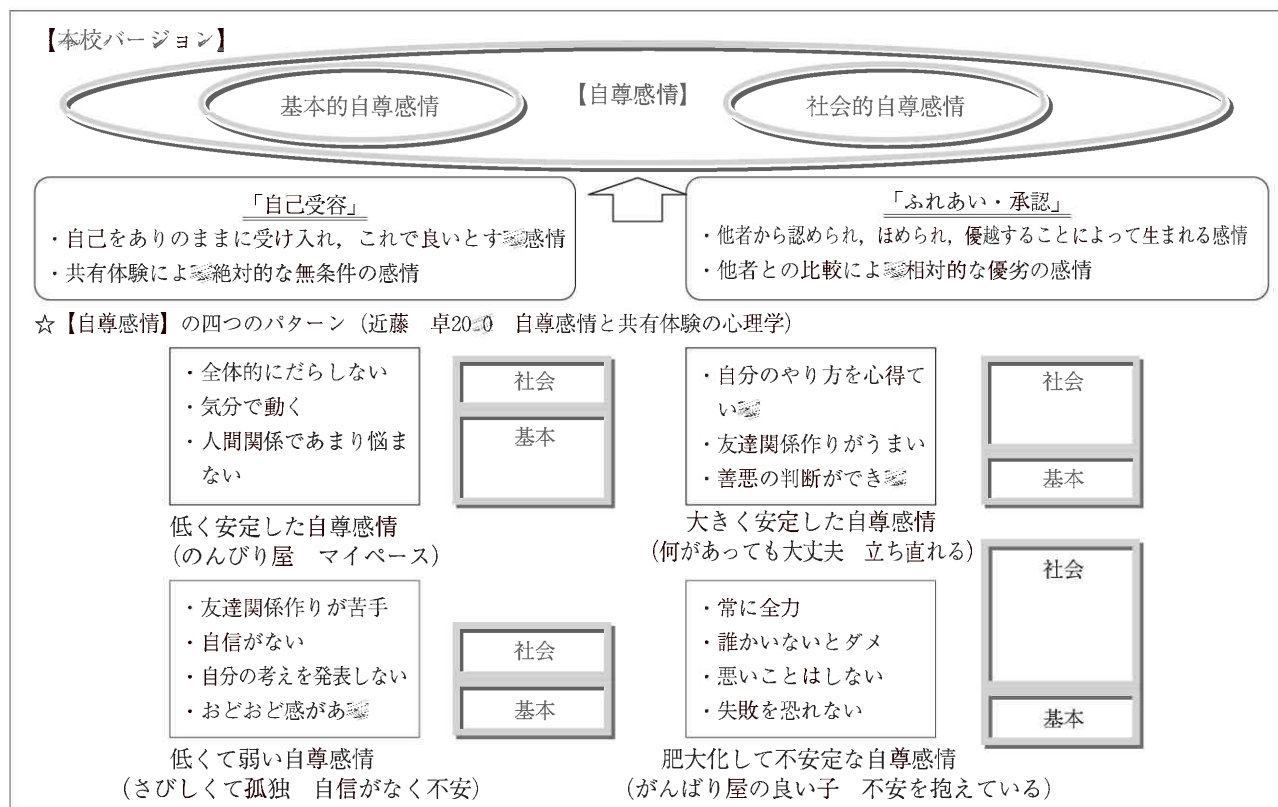 【本校バージョン】
基本的自尊感情
【自尊感情】
社会的自尊感情
「自己受容」
・自己をありのままに受け入れ，これで良いとす感情
・共有体験によ絶対的な無条件の感情
「ふれあい・承認」
・他者から認められ，ほめられ，優越することによって生まれる感情
・他者との比較によ相対的な優劣の感情
☆【自尊感情】の四つのパターン（近藤　卓 自尊感情と共有体験の心理学）
・全体的にだらしない
・気分で動く
・人間関係であまり悩ま
ない
社会
基本
低く安定した自尊感情
（のんびり屋　マイペース）
・自分のやり方を心得て
い
・友達関係作りがうまい
・善悪の判断ができ
社会
基本
大きく安定した自尊感情
（何があっても大丈夫　立ち直れる）
・友達関係作りが苦手
・自信がない
・自分の考えを発表しない
・おどおど感があ
社会
基本
低くて弱い自尊感情
（さびしくて孤独　自信がなく不安）
・常に全力
・誰かいないとダメ
・悪いことはしない
・失敗を恐れない
社会
基本
肥大化して不安定な自尊感情
（がんばり屋の良い子　不安を抱えている）